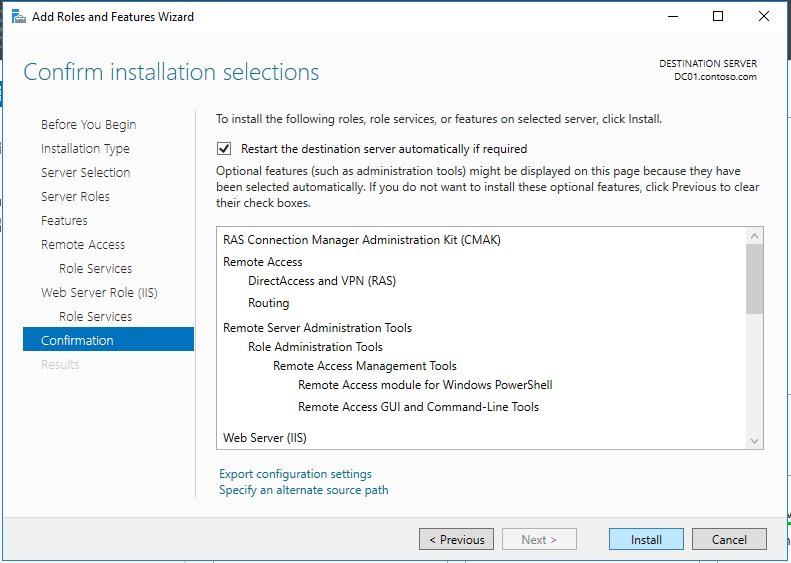 Add Roles and Features Wizard
Confirm installation selections
DESTINATION SERVER
DC01.contoso.com
Before You Begin
Installation Type
Server Selection
Server Roles
Features
Remote Access
Role Services
Web Server Role (IIS)
Role Services
Confirmation
Results
To install the following roles, role services, or features on selected server, click Install.
Restart the destination server automatically if required
Optional features (such as administration tools) might be displayed on this page because they have
been selected automatically. If you do not want to install these optional features, click Previous to clear
their check boxes.
RAS Connection Manager Administration Kit (CMAK)
Remote Access
DirectAccess and VPN (RAS)
Routing
Remote Server Administration Tools
Role Administration Tools
Remote Access Management Tools
Remote Access module for Windows PowerShell
Remote Access GUI and Command-Line Tools
Web Server (IIS)
Export configuration settings
Specify an alternate source path
< Previous
Next >
Install
Cancel